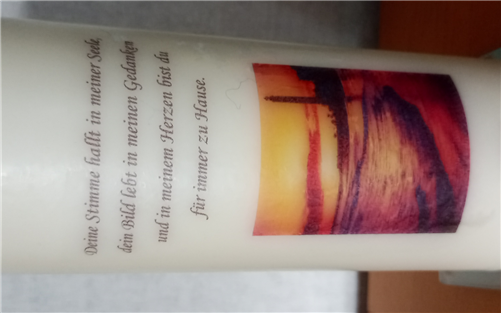 Deine Stimme hallt in meiner Seele,
dein Bild lebt in meinen Gedanken
und in meinem Herzen bist du
für immer zu Hause.